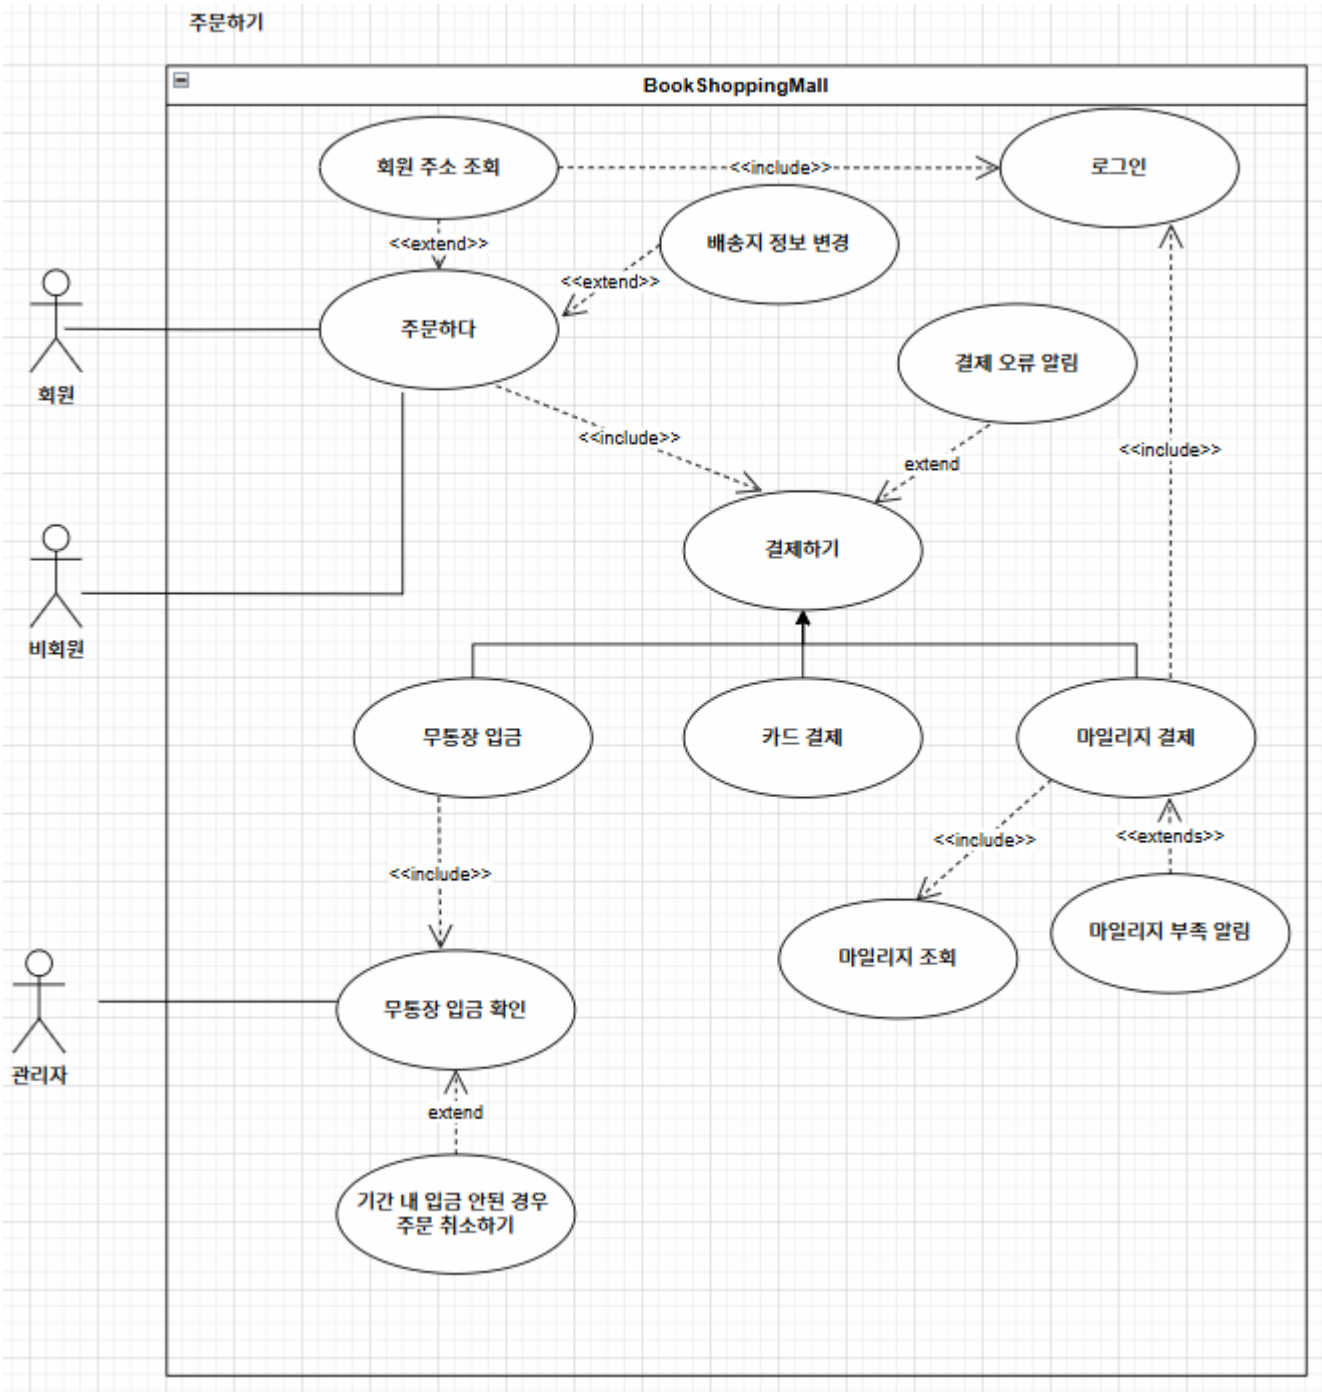 주문하기
BookShoppingMall
회원 주소 조회
<<include>>
로그인
<<extend>>
배송지 정보 변경
<<extend>>
주문하다
회원
결제 오류 알림
<<include>>
extend
<<include>>
결제하기
비회원
무통장 입금
카드 결제
마일리지 결제
<<include>>
<<extends>>
<<include>>
마일리지 부족 알림
마일리지 조회
무통장 입금 확인
관리자
extend
기간 내 입금 안된 경우
주문 취소하기